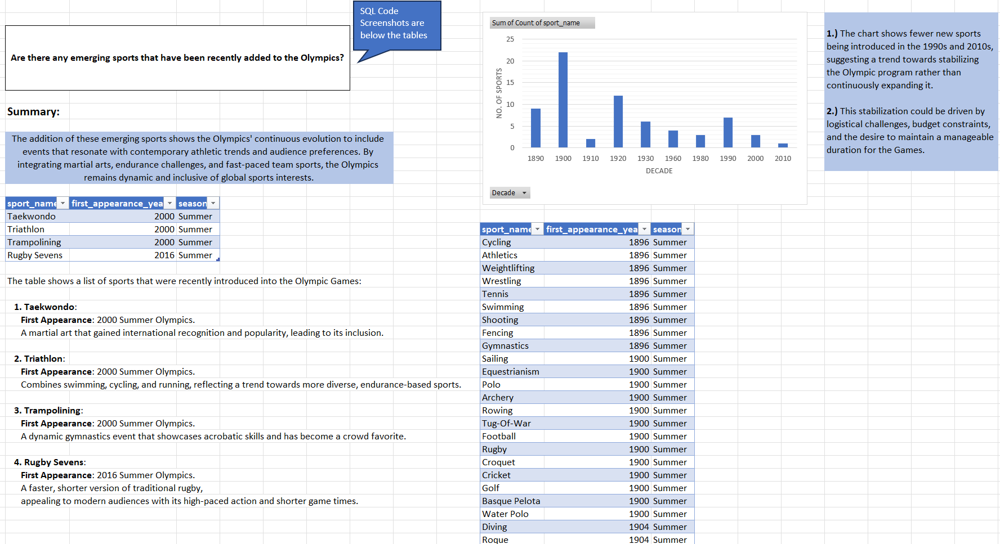 SQL Code
Screenshots are
below the tables
Are there any emerging sports that have been recently added to the Olympics?
Summary:
The addition of these emerging sports shows the Olympics' continuous evolution to include
events that resonate with contemporary athletic trends and audience preferences. By
integrating martial arts, endurance challenges, and fast-paced team sports, the Olympics
remains dynamic and inclusive of global sports interests.
sport_name first_appearance_yea season
Taekwondo 2000 Summer
Triathlon 2000 Summer
Trampolining 2000 Summer
Rugby Sevens 2016 Summer
The table shows a list of sports that were recently introduced into the Olympic Games:
1. Taekwondo:
First Appearance: 2000 Summer Olympics.
A martial art that gained international recognition and popularity, leading to its inclusion.
2. Triathlon:
First Appearance: 2000 Summer Olympics.
Combines swimming, cycling, and running, reflecting a trend towards more diverse, endurance-based sports.
3. Trampolining:
First Appearance: 2000 Summer Olympics.
A dynamic gymnastics event that showcases acrobatic skills and has become a crowd favorite.
4. Rugby Sevens:
First Appearance: 2016 Summer Olympics.
A faster, shorter version of traditional rugby,
appealing to modern audiences with its high-paced action and shorter game times.
Sum of Count of sport_name
25
20
15
10
5
0
NO. OF SPORTS
1890 1900 1910 1920 1930 1960 1980 1990 2000 2010
DECADE
Decade
sport_name first_appearance_yea season
Cycling 1896 Summer
Athletics 1896 Summer
Weightlifting 1896 Summer
Wrestling 1896 Summer
Tennis 1896 Summer
Swimming 1896 Summer
Shooting 1896 Summer
Fencing 1896 Summer
Gymnastics 1896 Summer
Sailing 1900 Summer
Equestrianism 1900 Summer
Polo 1900 Summer
Archery 1900 Summer
Rowing 1900 Summer
Tug-Of-War 1900 Summer
Football 1900 Summer
Rugby 1900 Summer
Croquet 1900 Summer
Cricket 1900 Summer
Golf 1900 Summer
Basque Pelota 1900 Summer
Water Polo 1900 Summer
Diving 1904 Summer
Roque 1904 Summer
1.) The chart shows fewer new sports
being introduced in the 1990s and 2010s,
suggesting a trend towards stabilizing
the Olympic program rather than
continuously expanding it.
2.) This stabilization could be driven by
logistical challenges, budget constraints,
and the desire to maintain a manageable
duration for the Games.